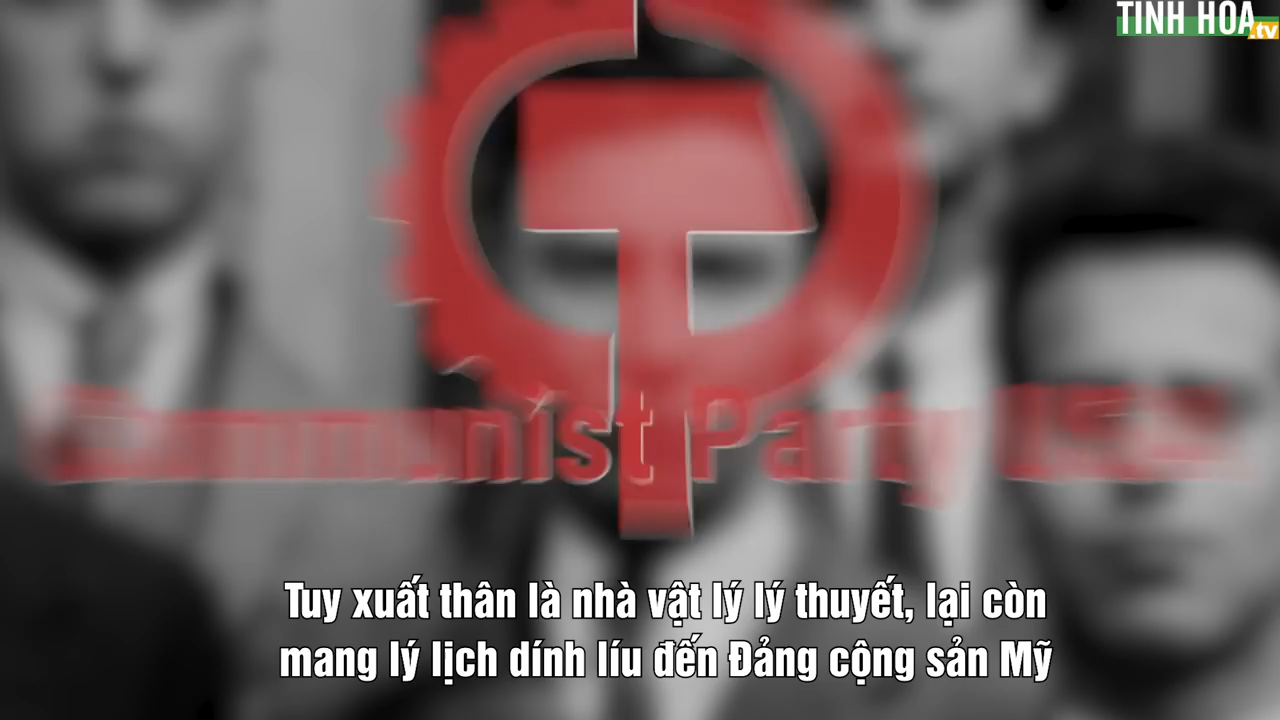 TINH HOA
.tv
Communist Party USA
Tuy xuất thân là nhà vật lý lý thuyết, lại còn
mang lý lịch dính líu đến Đảng cộng sản Mỹ